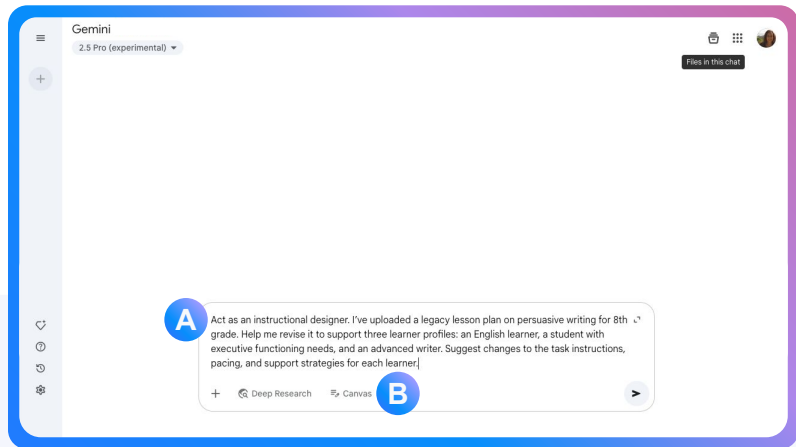 Gemini
2.5 Pro (experimental)
Files in this chat
A
Act as an instructional designer. I've uploaded a legacy lesson plan on persuasive writing for 8th
grade. Help me revise it to support three learner profiles: an English learner, a student with
executive functioning needs, and an advanced writer. Suggest changes to the task instructions,
pacing, and support strategies for each learner.
Deep Research Canvas B